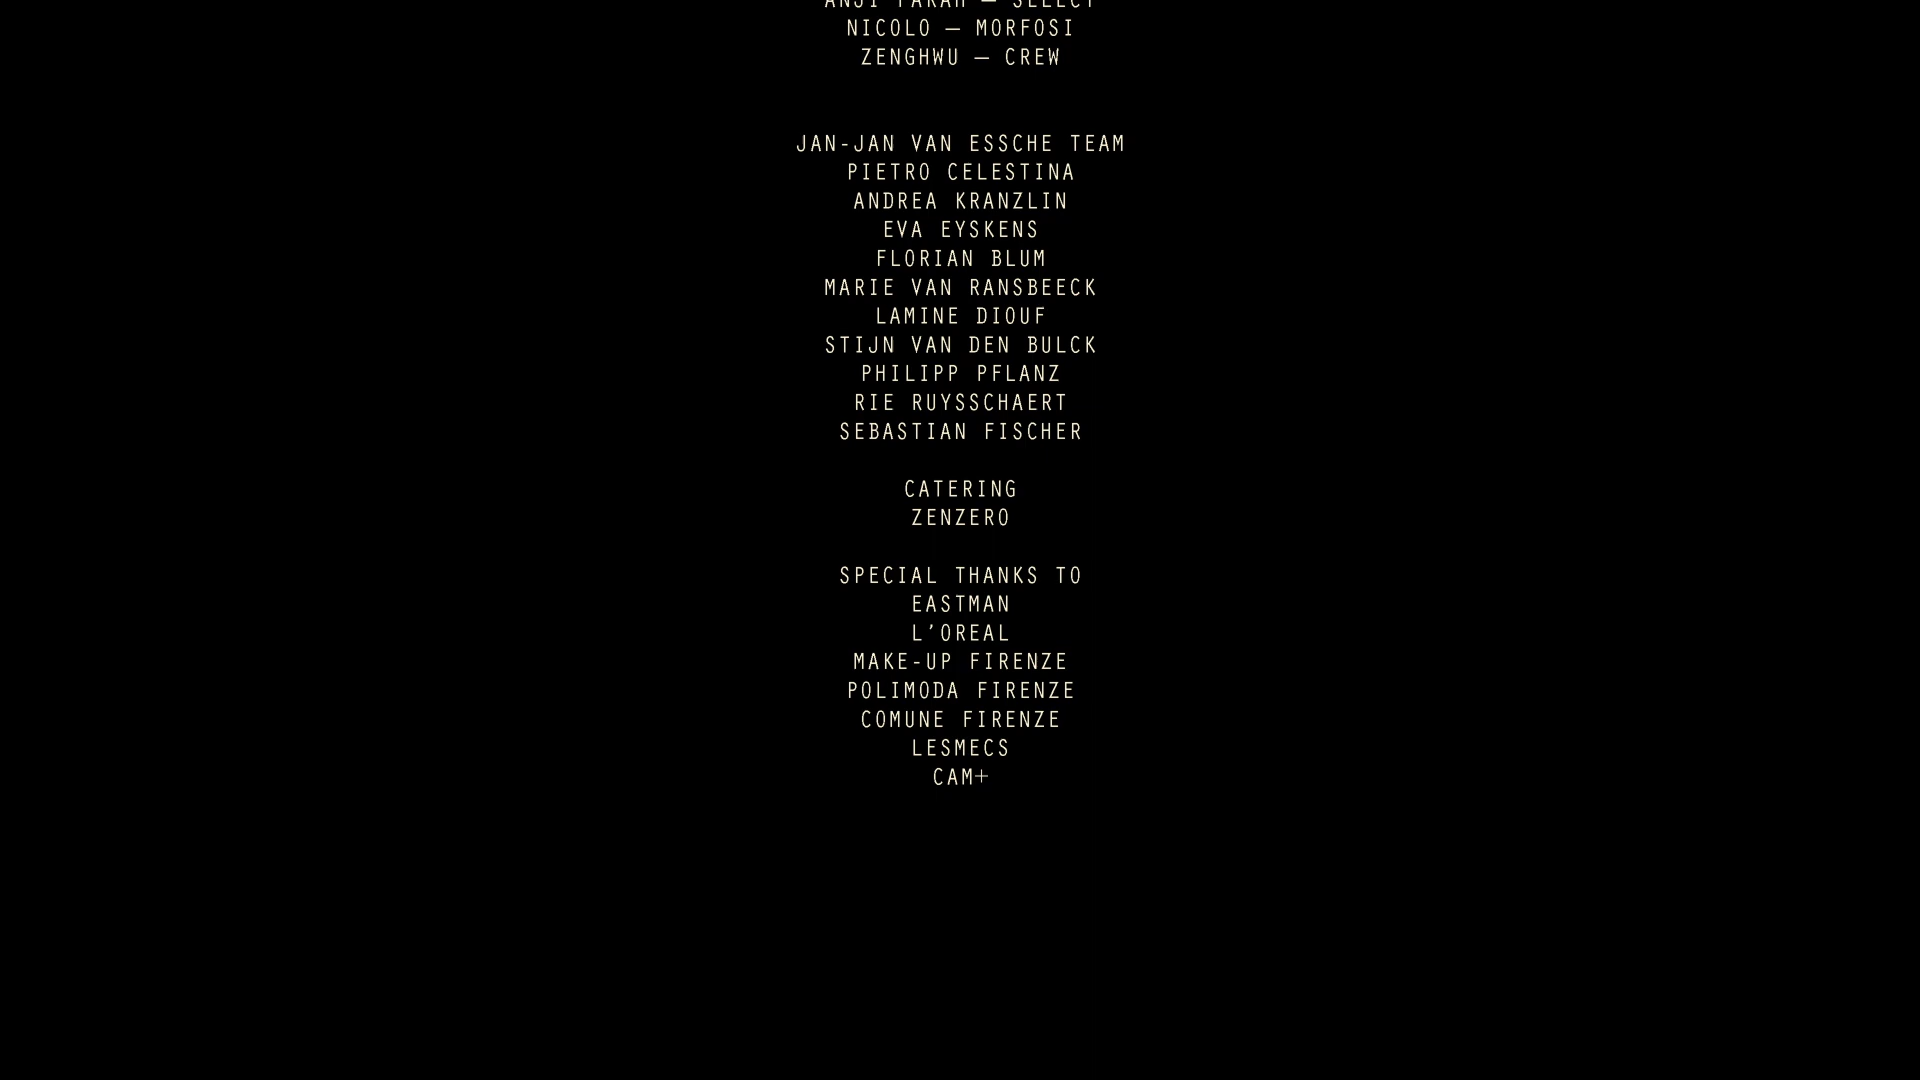 NICOLO — MORFOSI
ZENGHWU — CREW
JAN-JAN VAN ESSCHE TEAM
PIETRO CELESTINA
ANDREA KRANZLIN
EVA EYSKENS
FLORIAN BLUM
MARIE VAN RANSBEECK
LAMINE DIOUF
STIJN VAN DEN BULCK
PHILIPP PFLANZ
RIE RUYSSCHAERT
SEBASTIAN FISCHER
CATERING
ZENZERO
SPECIAL THANKS TO
EASTMAN
L’OREAL
MAKE-UP FIRENZE
POLIMODA FIRENZE
COMUNE FIRENZE
LESMECS
CAM+